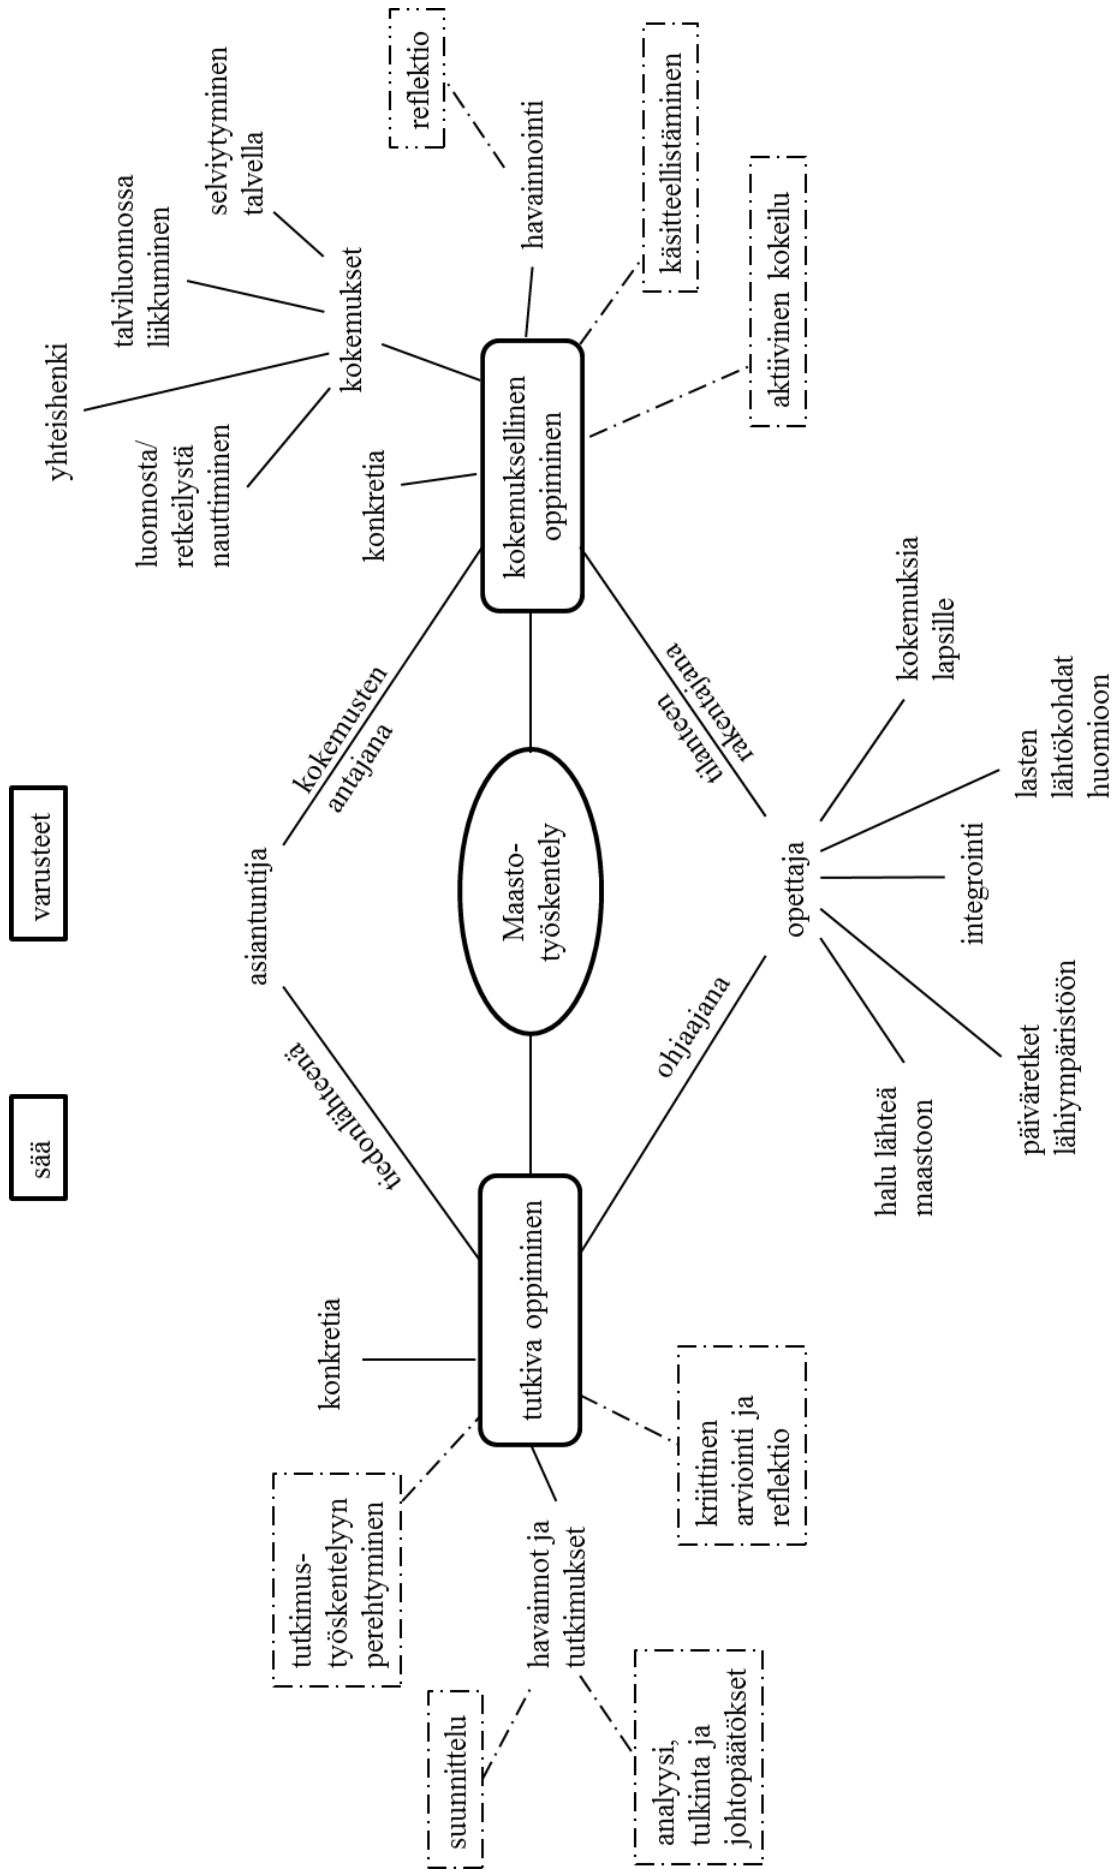 sää
varusteet
yhteishenki
talviluonnossa
liikkuminen
selviytyminen
talvella
luonnosta/
retkeilystä
nauttiminen
kokemukset
konkretia
reflektio
havainnointi
kokemuksellinen
oppiminen
käsitteellistäminen
aktiivinen kokeilu
asiantuntija
kokemusten
antajana
tiedonlähteenä
Maasto-
työskentely
tilanteen
rakentajana
ohjaajana
konkretia
tutkimus-
työskentelyyn
perehtyminen
tutkiva oppiminen
suunnittelu
havainnot ja
tutkimukset
analyysi,
tulkinta ja
johtopäätökset
kriittinen
arviointi ja
reflektio
opettaja
halu lähteä
maastoon
päiväretket
lähiympäristöön
integrointi
lasten
lähtökohdat
huomioon
kokemuksia
lapsille